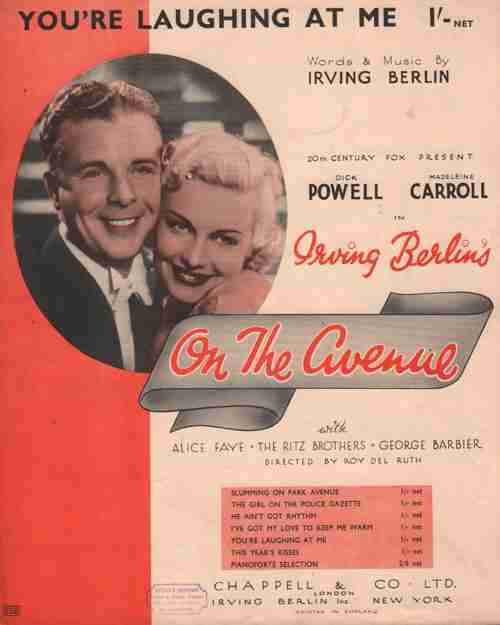 YOU'RE LAUGHING AT ME 1/- NET
Words & Music By
IRVING BERLIN
20TH CENTURY FOX PRESENT
DICK MADELEINE
POWELL CARROLL
IN
Irving Berlin's
On The Avenue
with
ALICE FAYE · THE RITZ BROTHERS · GEORGE BARBIER
DIRECTED BY ROY DEL RUTH
SLUMMING ON PARK AVENUE 1/- net
THE GIRL ON THE POLICE GAZETTE 1/- net
HE AIN'T GOT RHYTHM 1/- net
I'VE GOT MY LOVE TO KEEP ME WARM 1/- net
YOU'RE LAUGHING AT ME 1/- net
THIS YEAR'S KISSES 1/- net
PIANOFORTE SELECTION net
CHAPPELL & CO. LTD.
LONDON
IRVING BERLIN Inc. NEW YORK
PRINTED IN ENGLAND